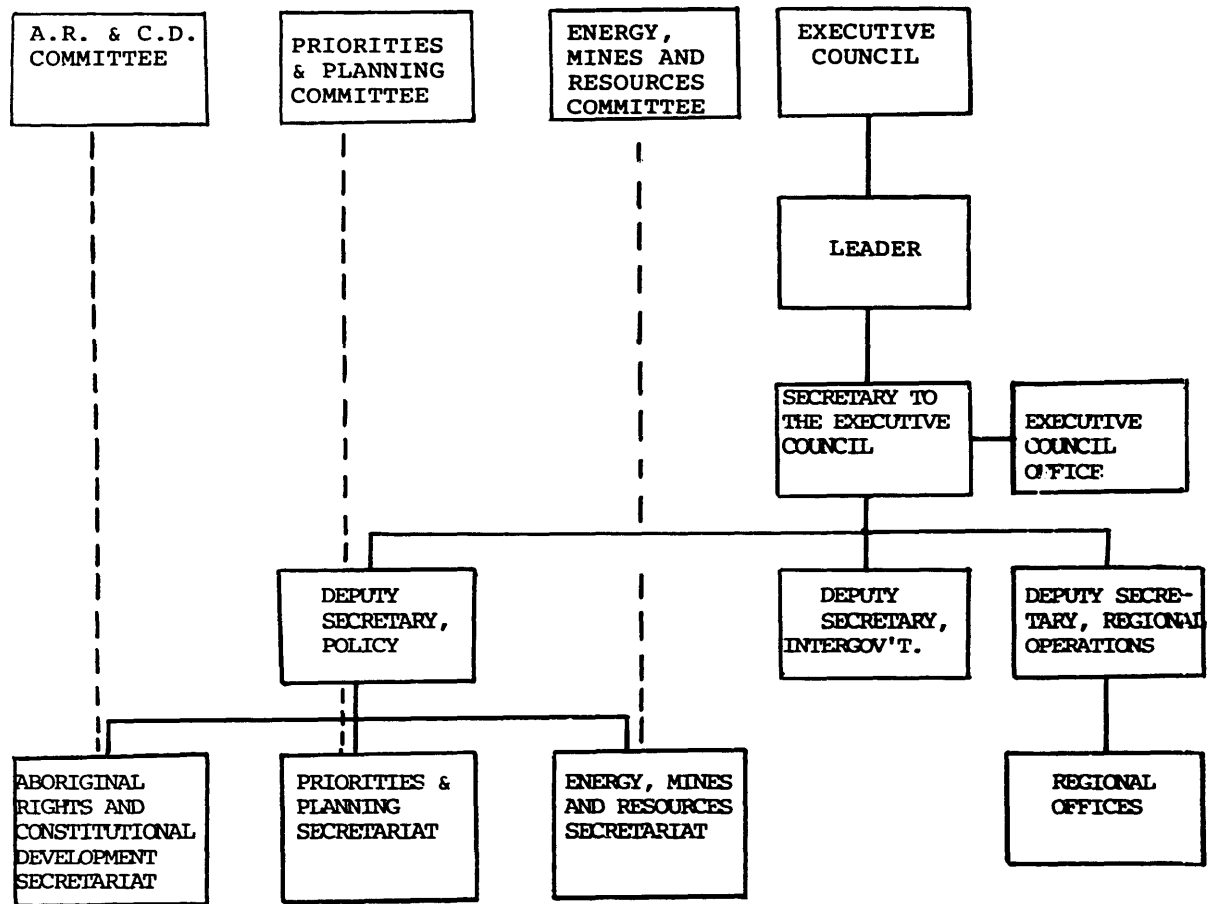 A.R. & C.D.
COMMITTEE
PRIORITIES
& PLANNING
COMMITTEE
ENERGY,
MINES AND
RESOURCES
COMMITTEE
EXECUTIVE
COUNCIL
LEADER
SECRETARY TO
THE EXECUTIVE
COUNCIL
EXECUTIVE
COUNCIL
OFFICE
DEPUTY
SECRETARY,
POLICY
DEPUTY
SECRETARY,
INTERGOV'T.
DEPUTY SECRE-
TARY, REGIONAL
OPERATIONS
ABORIGINAL
RIGHTS AND
CONSTITUTIONAL
DEVELOPMENT
SECRETARIAT
PRIORITIES &
PLANNING
SECRETARIAT
ENERGY, MINES
AND RESOURCES
SECRETARIAT
REGIONAL
OFFICES